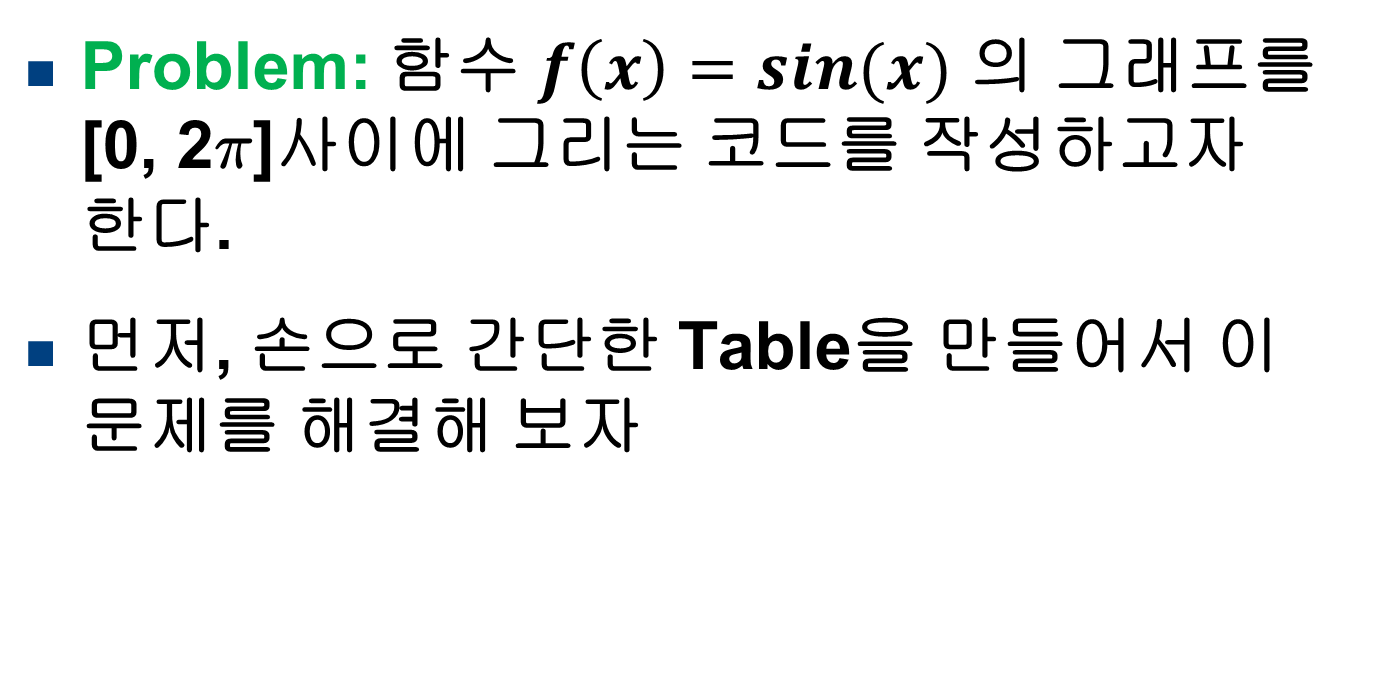 ▪ Problem: 함수 f(x) = sin(x) 의 그래프를
[0, 2π]사이에 그리는 코드를 작성하고자
한다.
▪ 먼저, 손으로 간단한 Table을 만들어서 이
문제를 해결해 보자